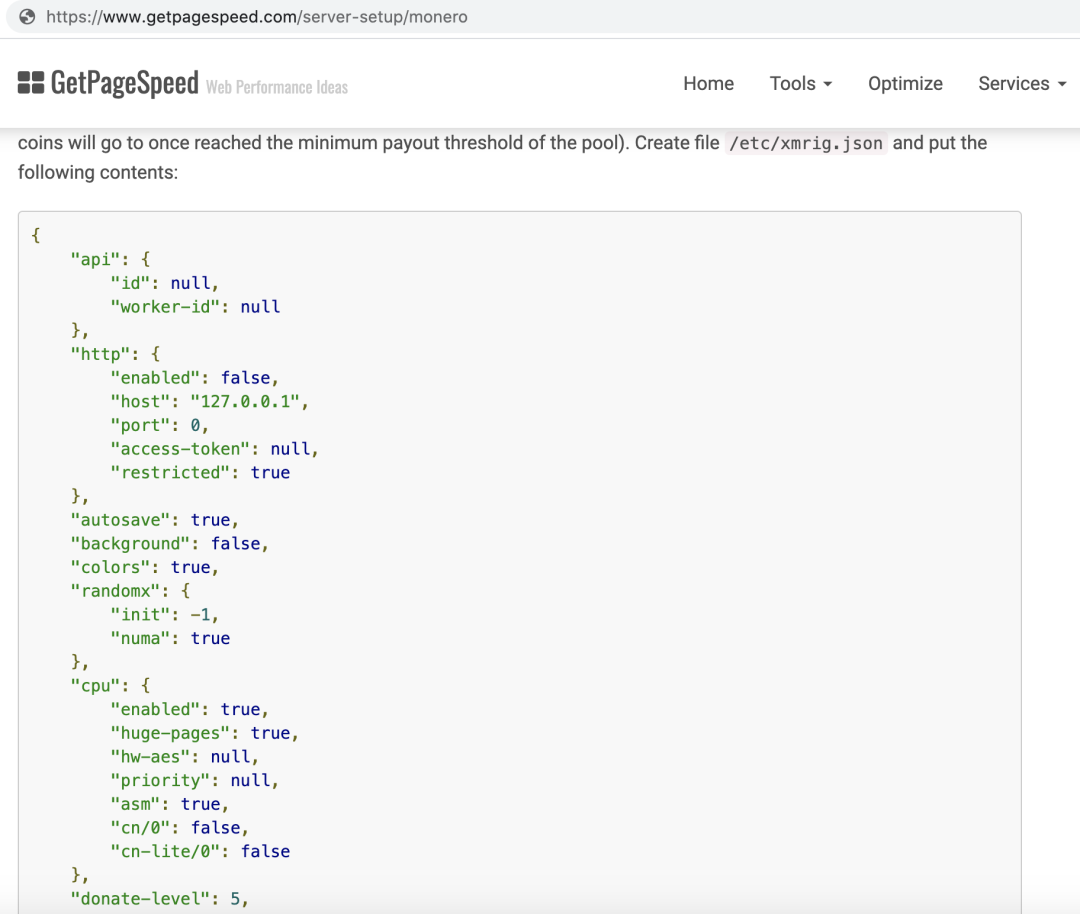 https://www.getpagespeed.com/server-setup/monero
GetPageSpeed Web Performance Ideas Home Tools Optimize Services
coins will go to once reached the minimum payout threshold of the pool). Create file /etc/xmrig.json and put the
following contents:
{
    "api": {
        "id": null,
        "worker-id": null
    },
    "http": {
        "enabled": false,
        "host": "127.0.0.1",
        "port": 0,
        "access-token": null,
        "restricted": true
    },
    "autosave": true,
    "background": false,
    "colors": true,
    "randomx": {
        "init": -1,
        "numa": true
    },
    "cpu": {
        "enabled": true,
        "huge-pages": true,
        "hw-aes": null,
        "priority": null,
        "asm": true,
        "cn/0": false,
        "cn-lite/0": false
    },
    "donate-level": 5,